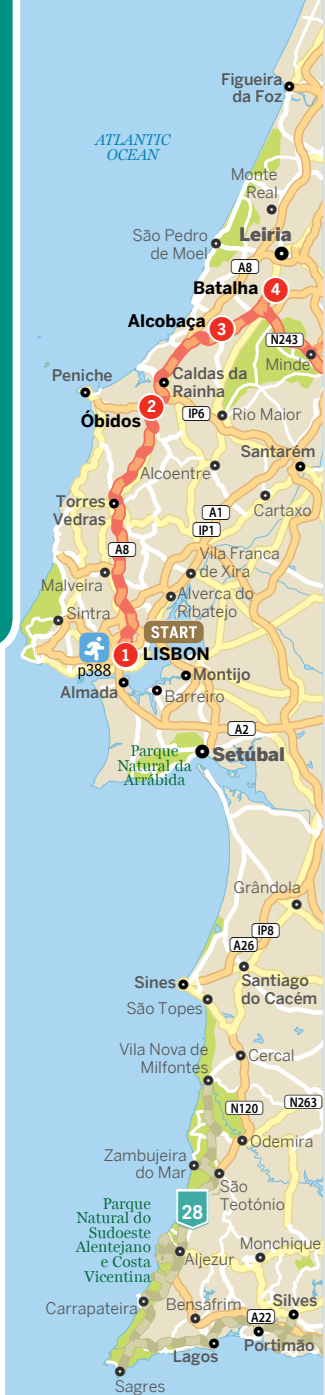 Figueira
da Foz
ATLANTIC
OCEAN
Monte
Real
São Pedro
de Moel
Leiria
A8
Batalha
4
Alcobaça
3
N243
Minde
Peniche
Caldas da
Rainha
2
Óbidos
IP6
Rio Maior
Santarém
Alcoentre
Cartaxo
Torres
Vedras
A1
IP1
A8
Vila Franca
de Xira
Malveira
Alverca do
Ribatejo
Sintra
START
1
LISBON
p388
Montijo
Almada
Barreiro
A2
Parque
Natural da
Arrábida
Setúbal
Grândola
IP8
A26
Sines
Santiago
do Cacém
São Topes
Vila Nova de
Milfontes
Cercal
N263
N120
Odemira
Zambujeira
do Mar
São
Teotónio
28
Parque
Natural do
Sudoeste
Alentejano
e Costa
Vicentina
Monchique
Aljezur
Carrapateira
Bensafrim
Silves
A22
Portimão
Lagos
Sagres